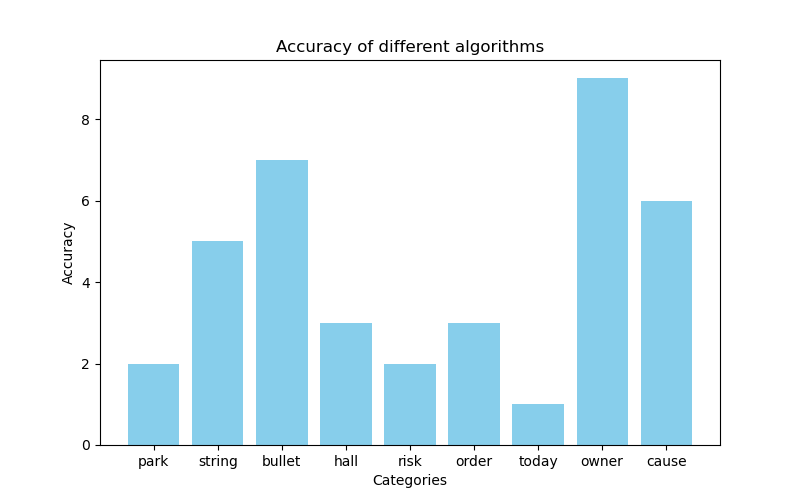 Accuracy of different algorithms
8
6
4
2
0
Accuracy
park string bullet hall risk order today owner cause
Categories